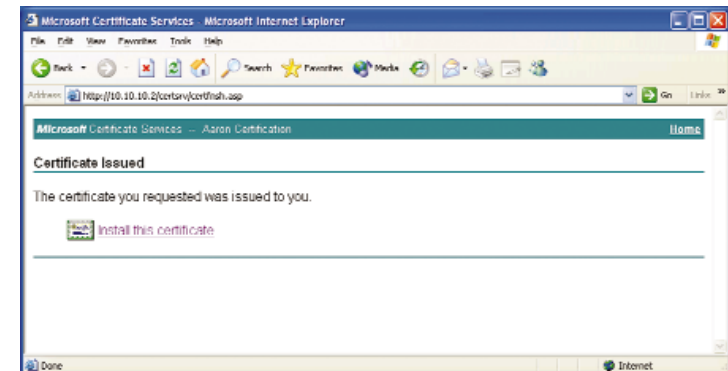 Microsoft Certificate Services - Microsoft Internet Explorer
File Edit View Favorites Tools Help
Back Search Favorites Media
Address http://10.10.10.2/certsrv/certfnsh.asp Go Links »
Microsoft Certificate Services -- Aaron Certification Home
Certificate Issued
The certificate you requested was issued to you.
Install this certificate
Done Internet